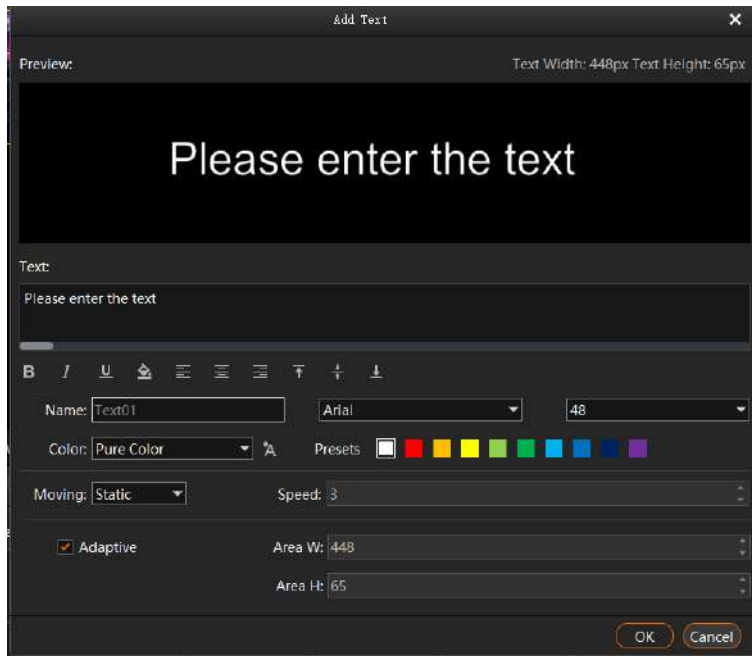 Add Text
Preview:
Text Width: 448px Text Height: 65px
Please enter the text
Text:
Please enter the text
B I U
Name: Text01 Arial 48
Color: Pure Color A Presets
Moving: Static Speed: 3
Adaptive Area W: 448
Area H: 65
OK Cancel